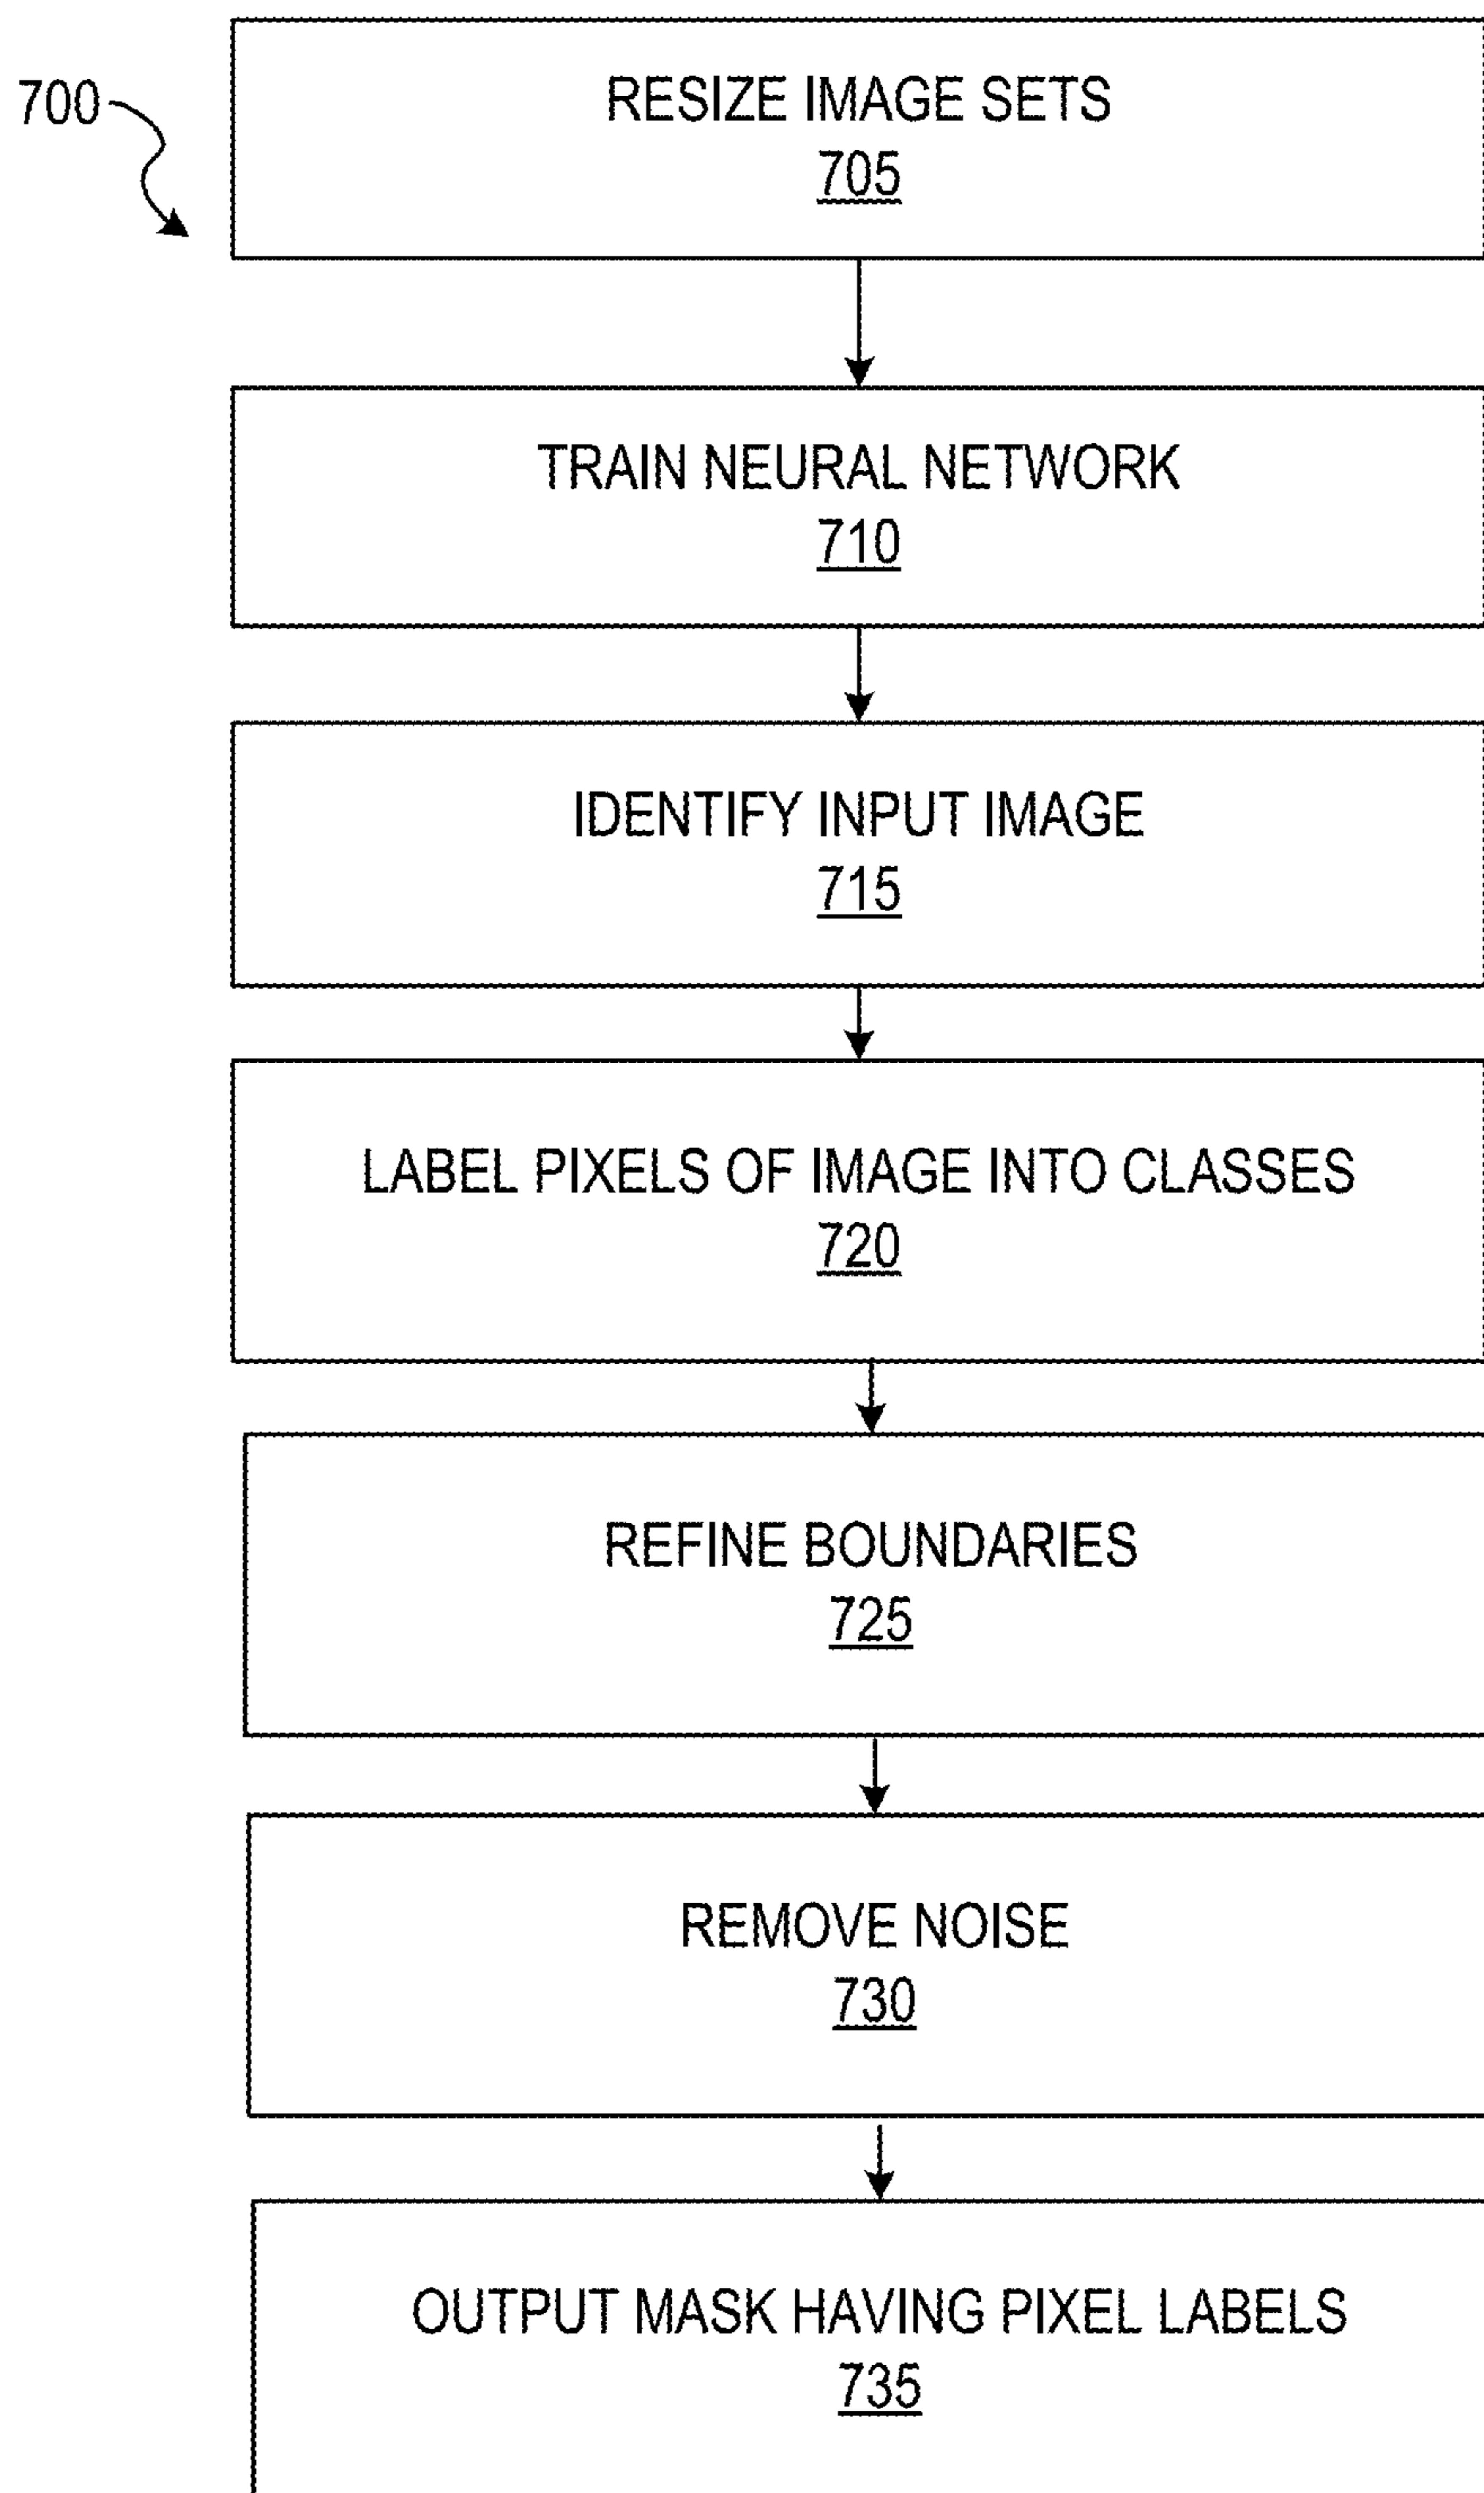 700
RESIZE IMAGE SETS
705
TRAIN NEURAL NETWORK
710
IDENTIFY INPUT IMAGE
715
LABEL PIXELS OF IMAGE INTO CLASSES
720
REFINE BOUNDARIES
725
REMOVE NOISE
730
OUTPUT MASK HAVING PIXEL LABELS
735